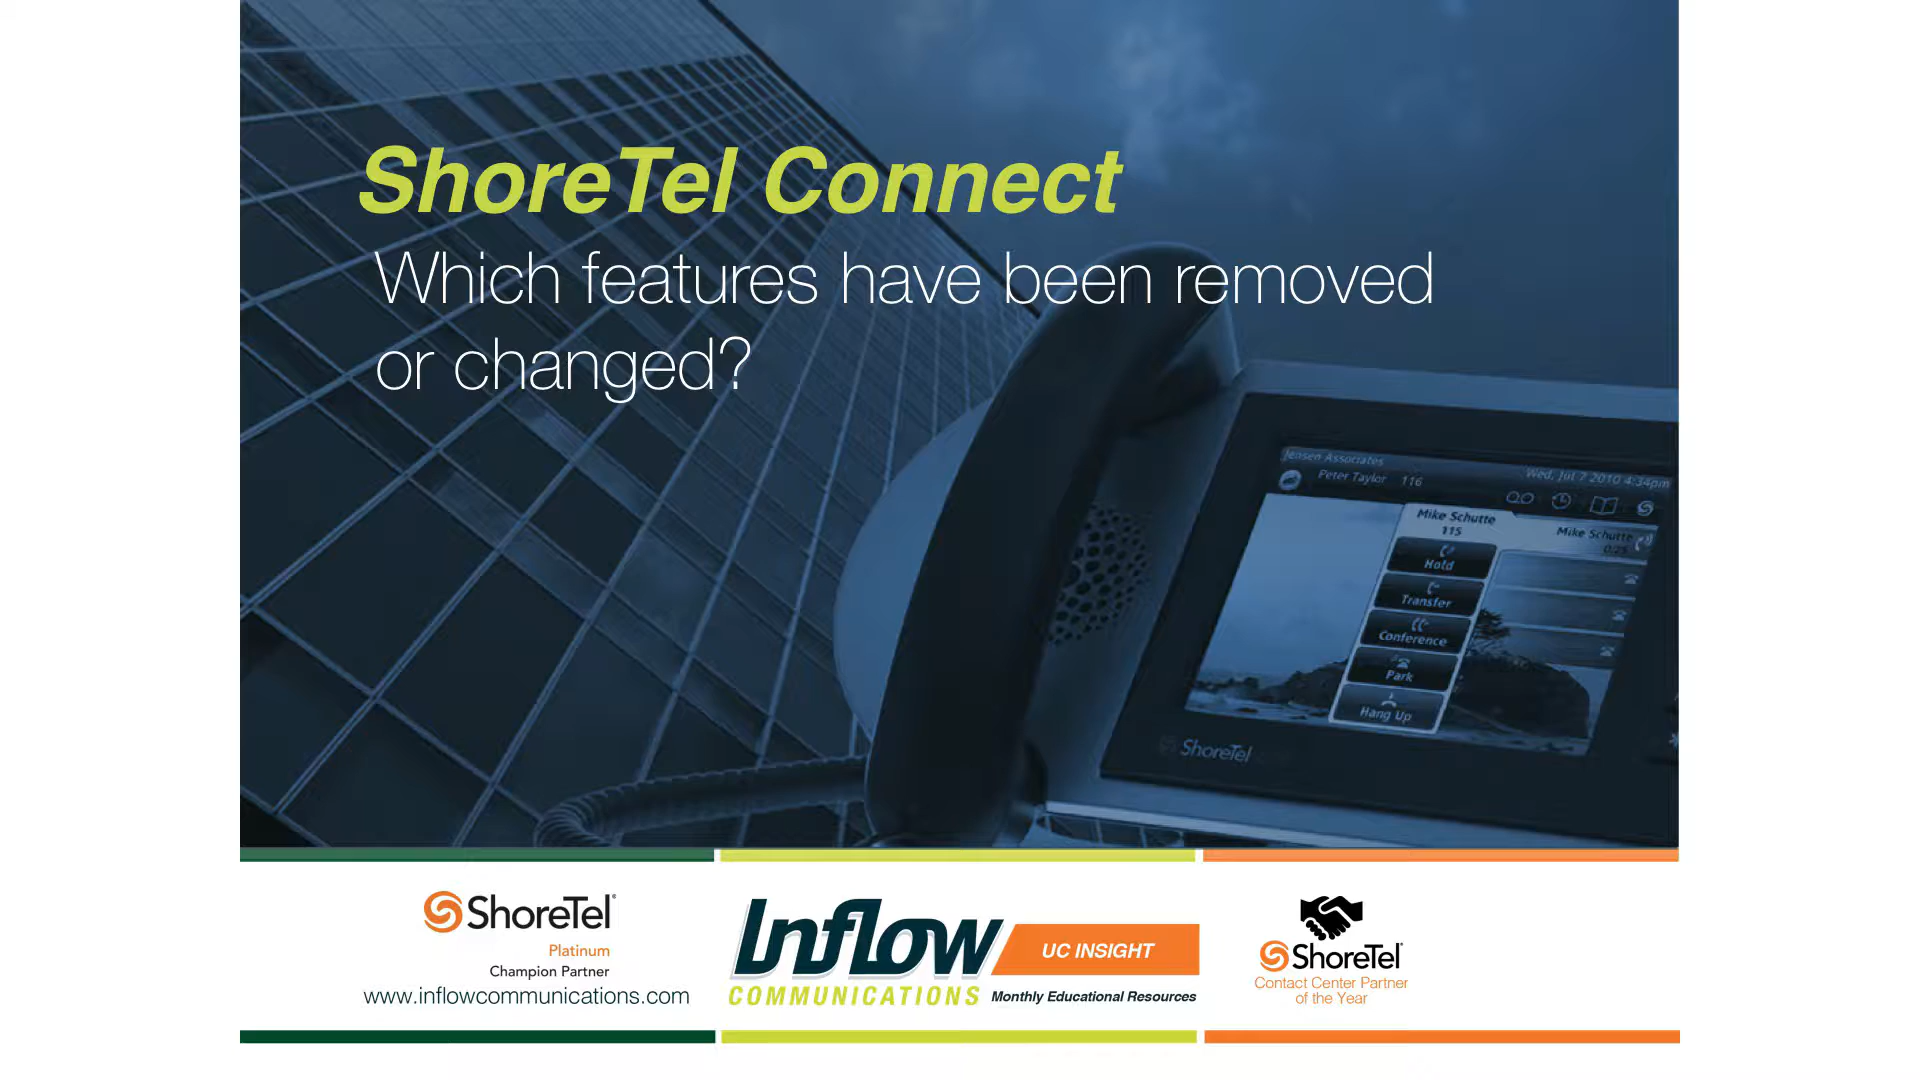 ShoreTel Connect
Which features have been removed
or changed?
Jensen Associates
Wed, Jul 7 2010 4:34pm
Peter Taylor 116
Mike Schutte
115
Mike Schutte
0:25
Hold
Transfer
Conference
Park
Hang Up
ShoreTel
ShoreTel
Platinum
Champion Partner
www.inflowcommunications.com
Inflow
COMMUNICATIONS
UC INSIGHT
Monthly Educational Resources
ShoreTel
Contact Center Partner
of the Year